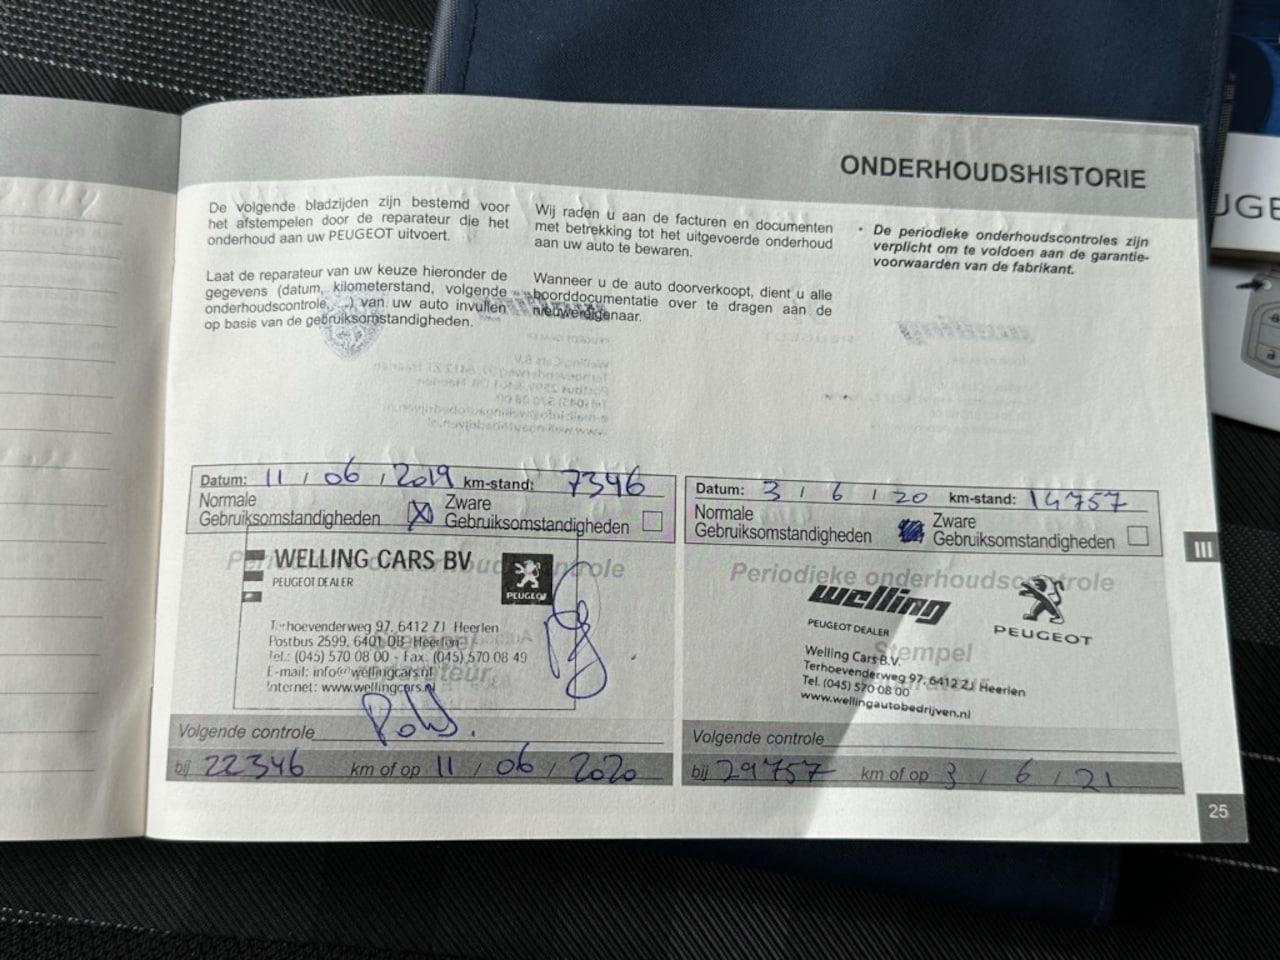 ONDERHOUDSHISTORIE
De volgende bladzijden zijn bestemd voor
het afstempelen door de reparateur die het
onderhoud aan uw PEUGEOT uitvoert.
Laat de reparateur van uw keuze hieronder de
gegevens (datum, kilometerstand, volgende
onderhoudscontrole, ...) van uw auto invullen
op basis van de gebruiksomstandigheden.
Wij raden u aan de facturen en documenten
met betrekking tot het uitgevoerde onderhoud
aan uw auto te bewaren.
Wanneer u de auto doorverkoopt, dient u alle
boorddocumentatie over te dragen aan de
nieuwe eigenaar.
• De periodieke onderhoudscontroles zijn
verplicht om te voldoen aan de garantie-
voorwaarden van de fabrikant.
Datum: 11 / 06 / 2019 km-stand: 7346
Normale
Gebruiksomstandigheden
Zware
Gebruiksomstandigheden
Periodieke onderhoudscontrole
WELLING CARS BV
PEUGEOT DEALER
PEUGEOT
Terhoevenderweg 97, 6412 ZJ Heerlen
Postbus 2599, 6401 DB Heerlen
Tel.: (045) 570 08 00 - Fax: (045) 570 08 49
E-mail: info@wellingcars.nl
Internet: www.wellingcars.nl
Stempel
reparateur
Volgende controle
bij 22346 km of op 11 / 06 / 2020
Datum: 3 / 6 / 20 km-stand: 14757
Normale
Gebruiksomstandigheden
Zware
Gebruiksomstandigheden
Periodieke onderhoudscontrole
welling
PEUGEOT DEALER
PEUGEOT
Stempel
Welling Cars B.V.
Terhoevenderweg 97, 6412 ZJ Heerlen
Tel. (045) 570 08 00
www.wellingautobedrijven.nl
Volgende controle
bij 29757 km of op 3 / 6 / 21
III
25